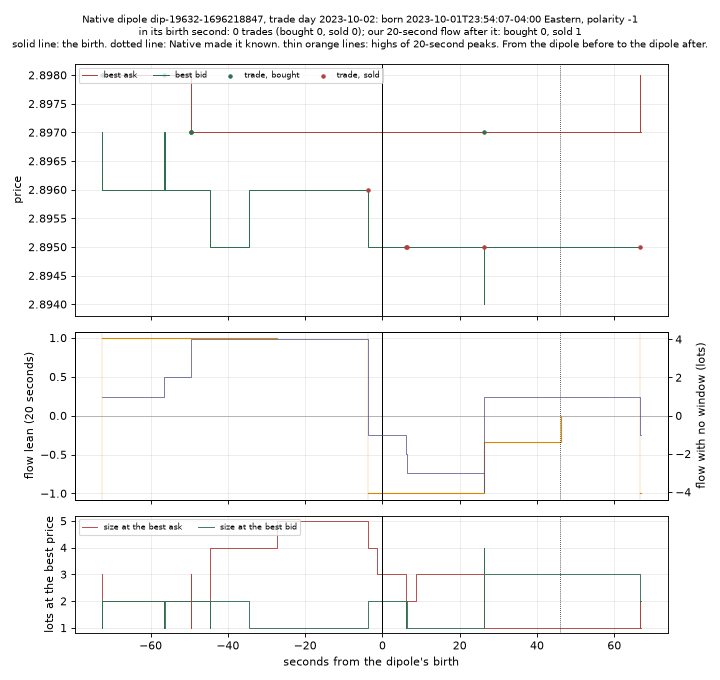 Native dipole dip-19632-1696218847, trade day 2023-10-02: born 2023-10-01T23:54:07-04:00 Eastern, polarity -1
in its birth second: 0 trades (bought 0, sold 0); our 20-second flow after it: bought 0, sold 1
solid line: the birth. dotted line: Native made it known. thin orange lines: highs of 20-second peaks. From the dipole before to the dipole after.
best ask best bid trade, bought trade, sold
2.8980
2.8975
2.8970
2.8965
2.8960
2.8955
2.8950
2.8945
2.8940
price
1.0
0.5
0.0
−0.5
−1.0
flow lean (20 seconds)
4
2
0
−2
−4
flow with no window (lots)
size at the best ask size at the best bid
5
4
3
2
1
lots at the best price
−60 −40 −20 0 20 40 60
seconds from the dipole's birth